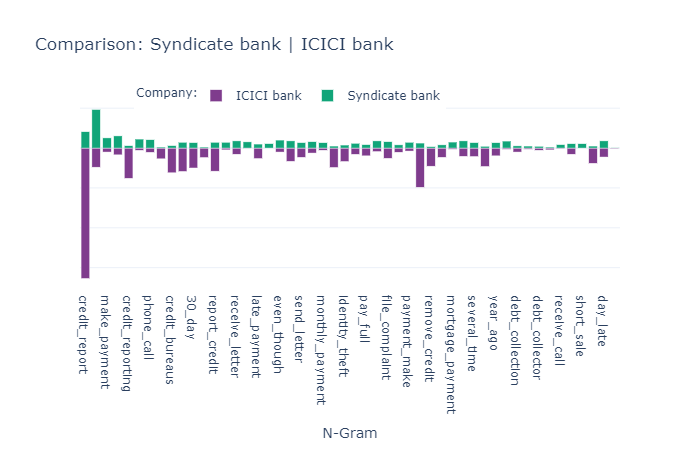 Comparison: Syndicate bank | ICICI bank
Company:
ICICI bank
Syndicate bank
credit_report
make_payment
credit_reporting
phone_call
credit_bureaus
30_day
report_credit
receive_letter
late_payment
even_though
send_letter
monthly_payment
identity_theft
pay_full
file_complaint
payment_make
remove_credit
mortgage_payment
several_time
year_ago
debt_collection
debt_collector
receive_call
short_sale
day_late
N-Gram